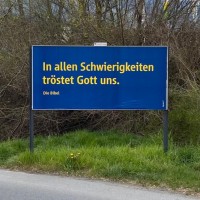 In allen Schwierigkeiten
tröstet Gott uns.
Die Bibel